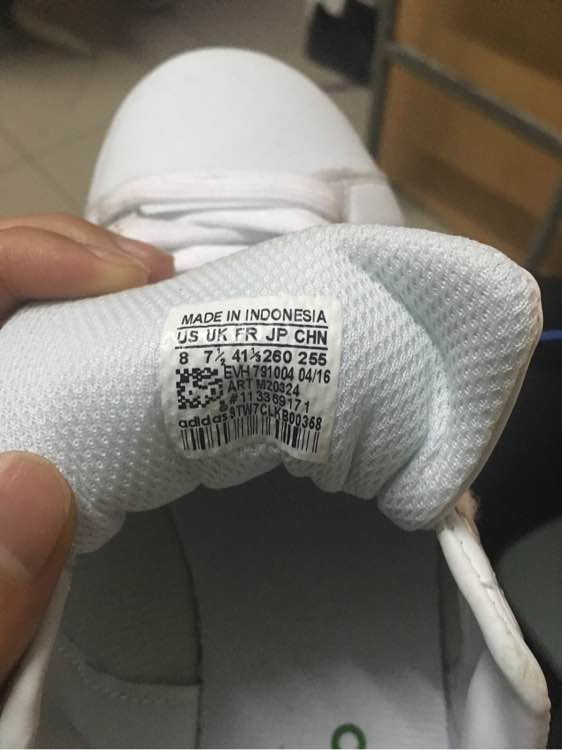 MADE IN INDONESIA
US UK FR JP CHN
8 7½ 41⅓ 260 255
EVH 791004 04/16
ART M20324
#113369171
adidas 9TW7CLKB00368